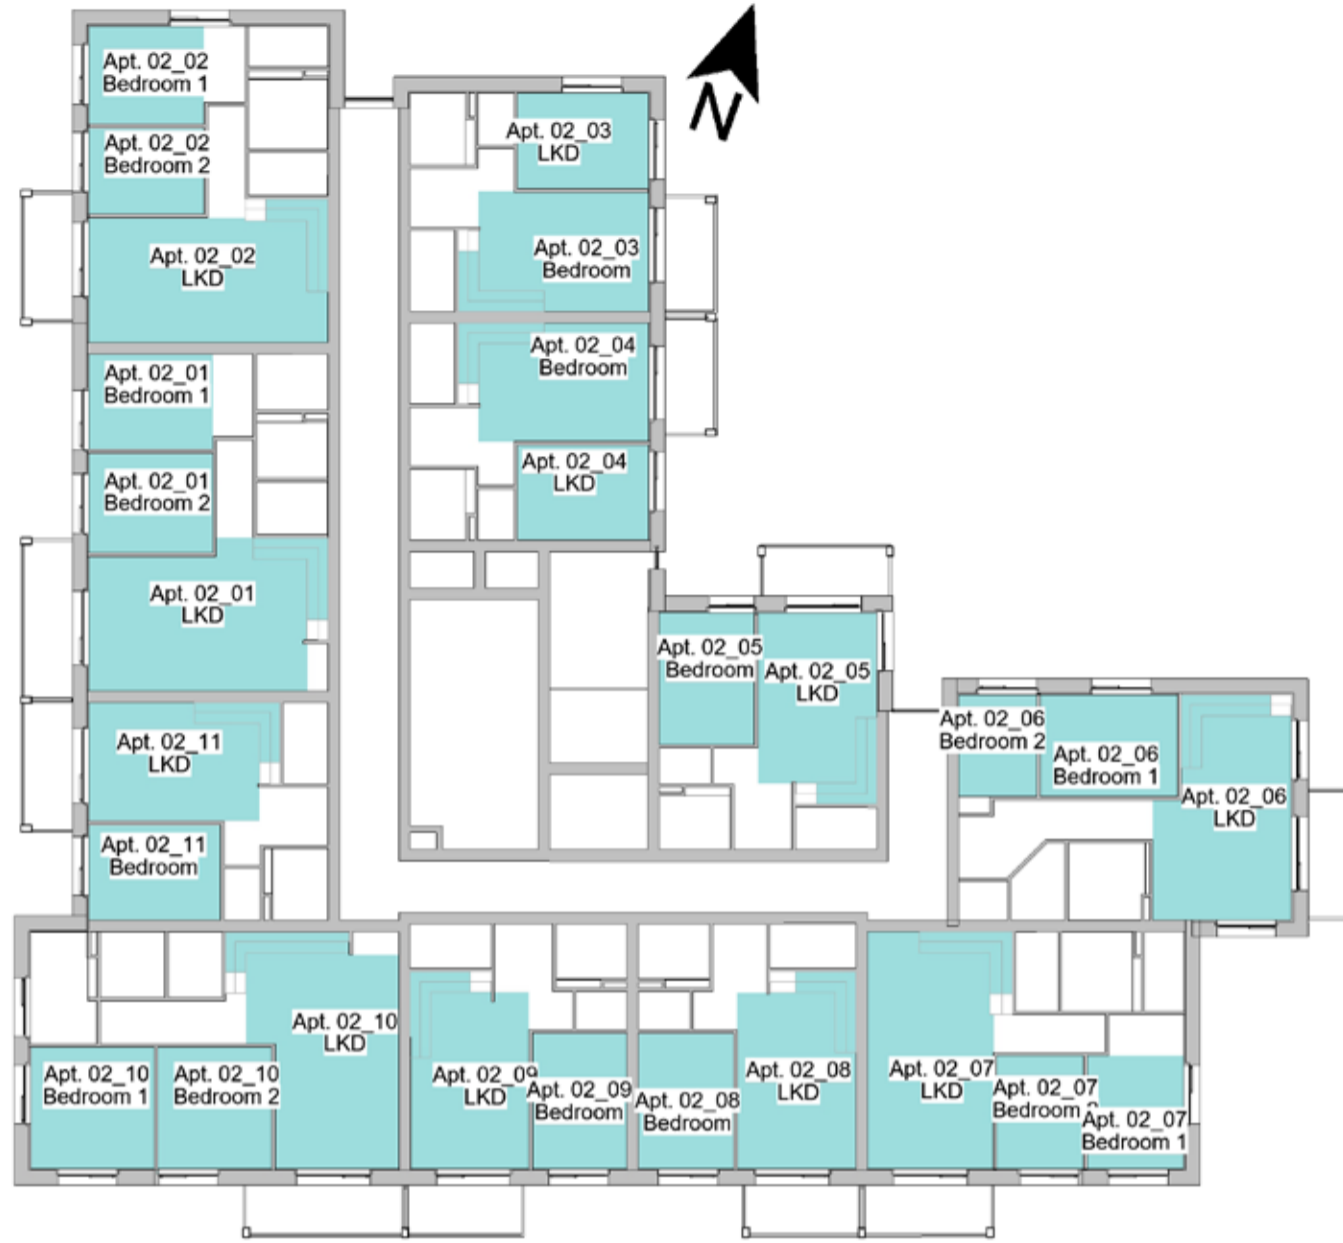 Apt. 02_02
Bedroom 1
Apt. 02_02
Bedroom 2
Apt. 02_02
LKD
Apt. 02_01
Bedroom 1
Apt. 02_01
Bedroom 2
Apt. 02_01
LKD
Apt. 02_11
LKD
Apt. 02_11
Bedroom
N
Apt. 02_03
LKD
Apt. 02_03
Bedroom
Apt. 02_04
Bedroom
Apt. 02_04
LKD
Apt. 02_05
Bedroom
Apt. 02_05
LKD
Apt. 02_06
Bedroom 2
Apt. 02_06
Bedroom 1
Apt. 02_06
LKD
Apt. 02_10
LKD
Apt. 02_10
Bedroom 1
Apt. 02_10
Bedroom 2
Apt. 02_09
LKD
Apt. 02_09
Bedroom
Apt. 02_08
Bedroom
Apt. 02_08
LKD
Apt. 02_07
LKD
Apt. 02_07
Bedroom
Apt. 02_07
Bedroom 1